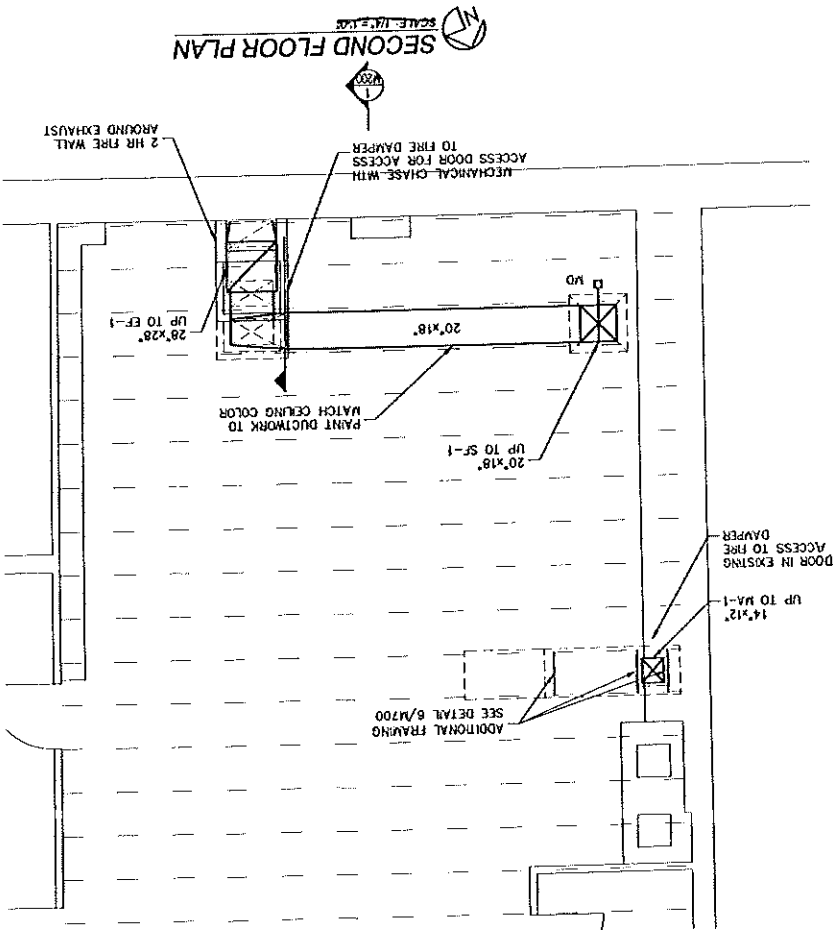 ADDITIONAL FRAMING
SEE DETAIL 6/M700
14"x12"
UP TO MA-1
DOOR IN EXISTING
ACCESS TO FIRE
DAMPER
20"x18"
UP TO SF-1
PAINT DUCTWORK TO
MATCH CEILING COLOR
20"x18"
28"x28"
UP TO EF-1
MD
MECHANICAL CHASE WITH
ACCESS DOOR FOR ACCESS
TO FIRE DAMPER
2 HR FIRE WALL
AROUND EXHAUST
1
M200
SECOND FLOOR PLAN
SCALE: 1/4" = 1'-0"
N